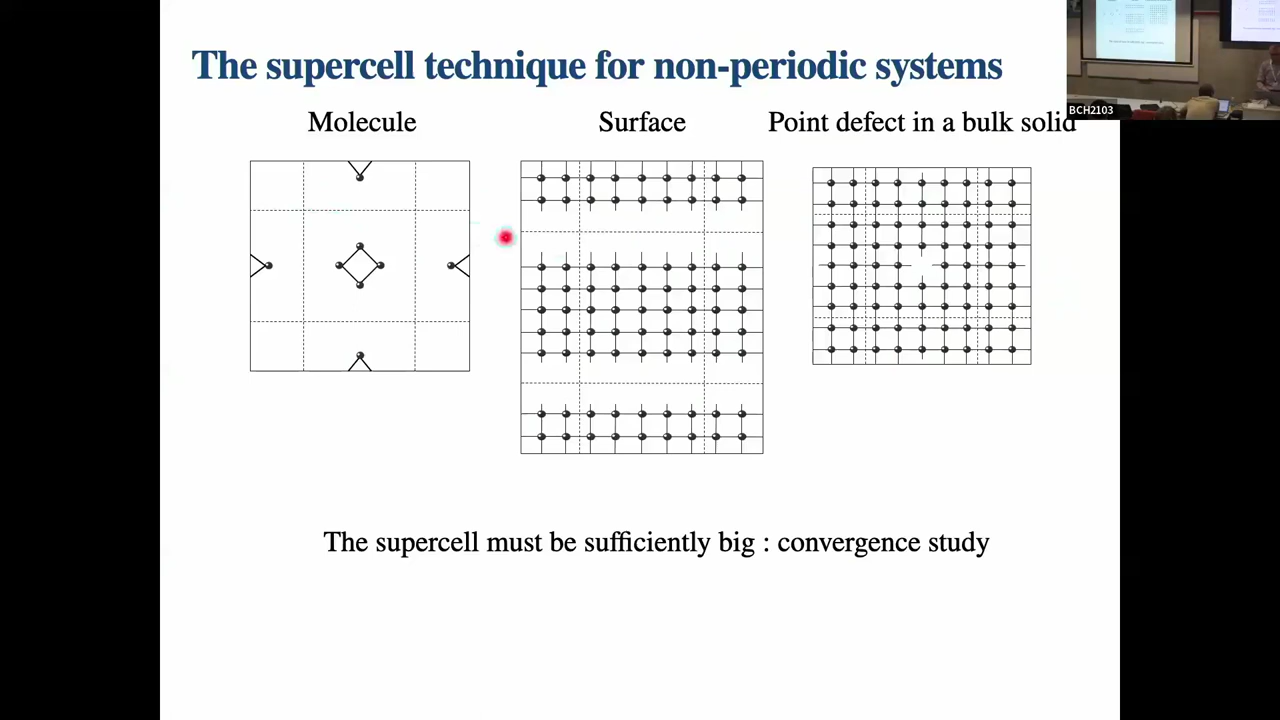 The supercell technique for non-periodic systems
Molecule
Surface
Point defect in a bulk solid
BCH2103
The supercell must be sufficiently big : convergence study